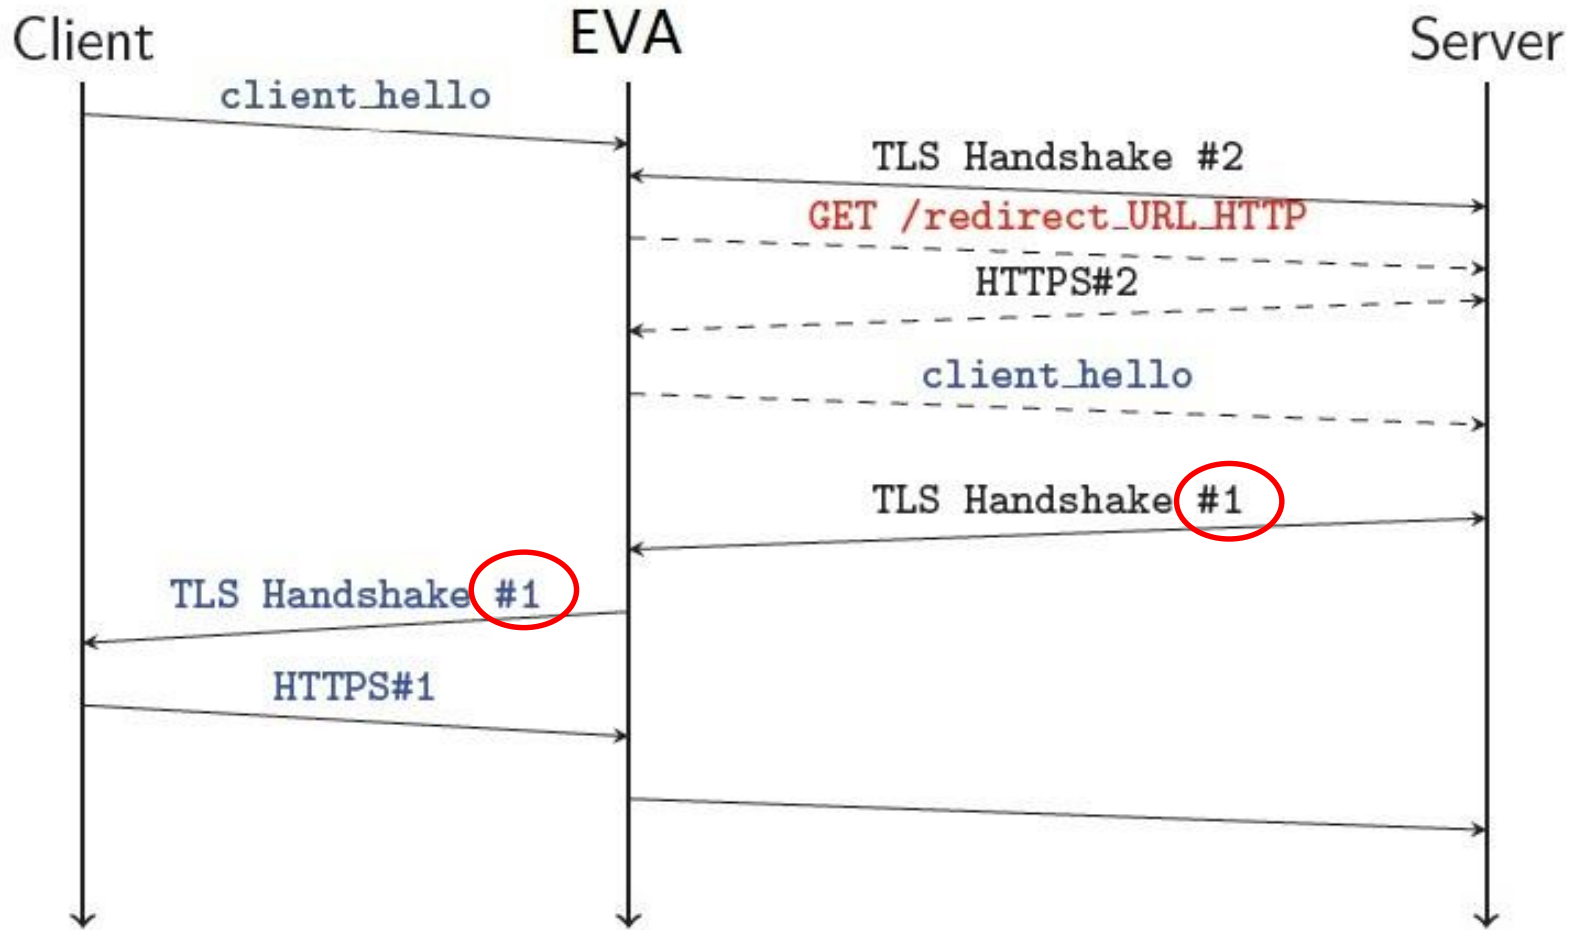 Client
EVA
Server
client_hello
TLS Handshake #2
GET /redirect_URL_HTTP
HTTPS#2
client_hello
TLS Handshake #1
TLS Handshake #1
HTTPS#1